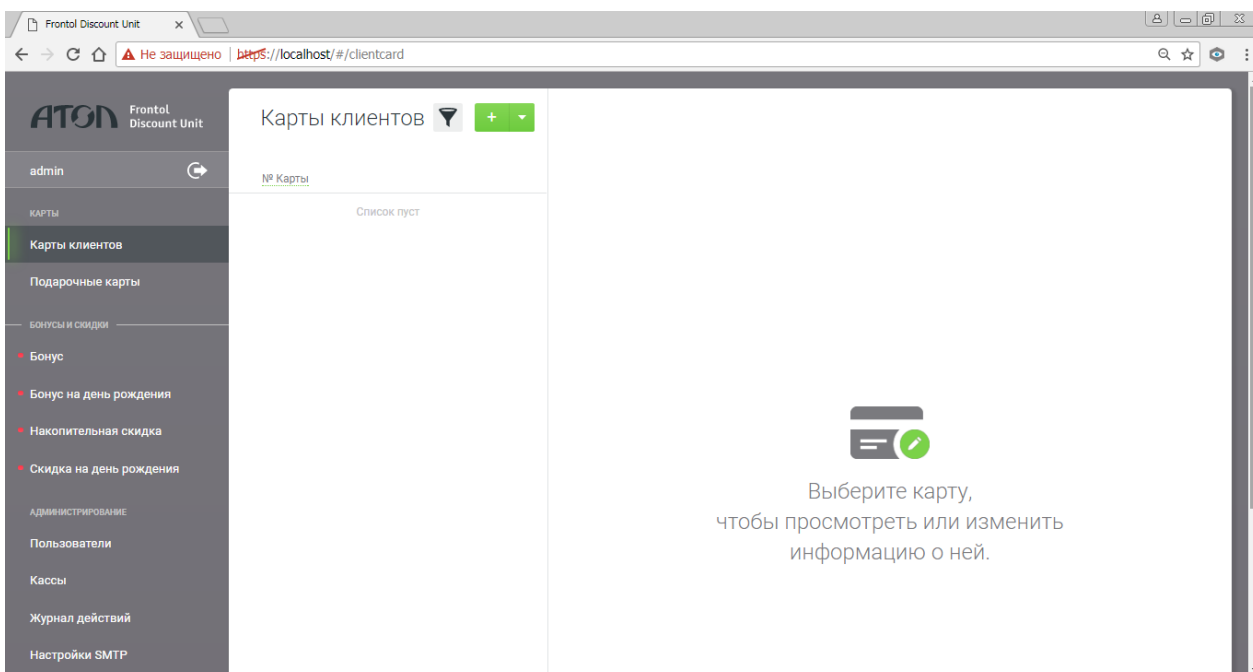 Frontol Discount Unit
Не защищено
https://localhost/#/clientcard
АТОЛ
Frontol
Discount Unit
admin
КАРТЫ
Карты клиентов
Подарочные карты
БОНУСЫ И СКИДКИ
Бонус
Бонус на день рождения
Накопительная скидка
Скидка на день рождения
АДМИНИСТРИРОВАНИЕ
Пользователи
Кассы
Журнал действий
Настройки SMTP
Карты клиентов
+
№ Карты
Список пуст
Выберите карту,
чтобы просмотреть или изменить
информацию о ней.